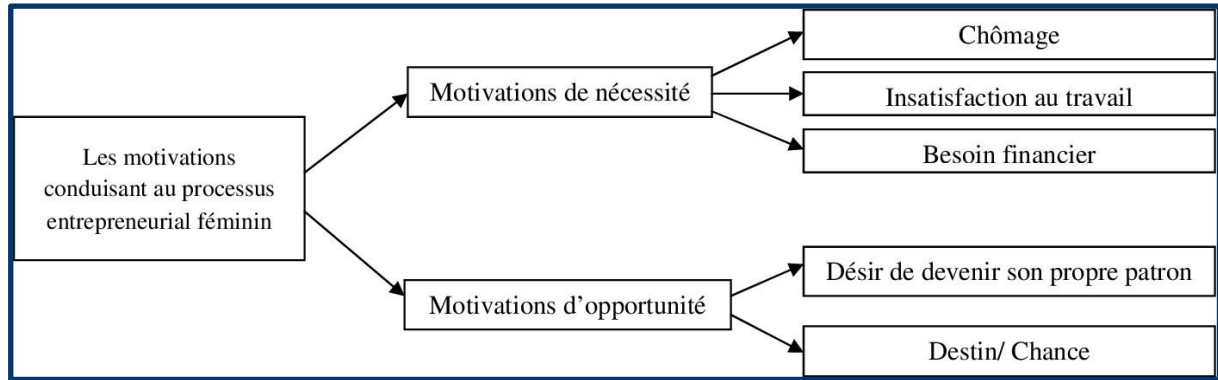 Les motivations
conduisant au processus
entrepreneurial féminin
Motivations de nécessité
Chômage
Insatisfaction au travail
Besoin financier
Motivations d’opportunité
Désir de devenir son propre patron
Destin/ Chance